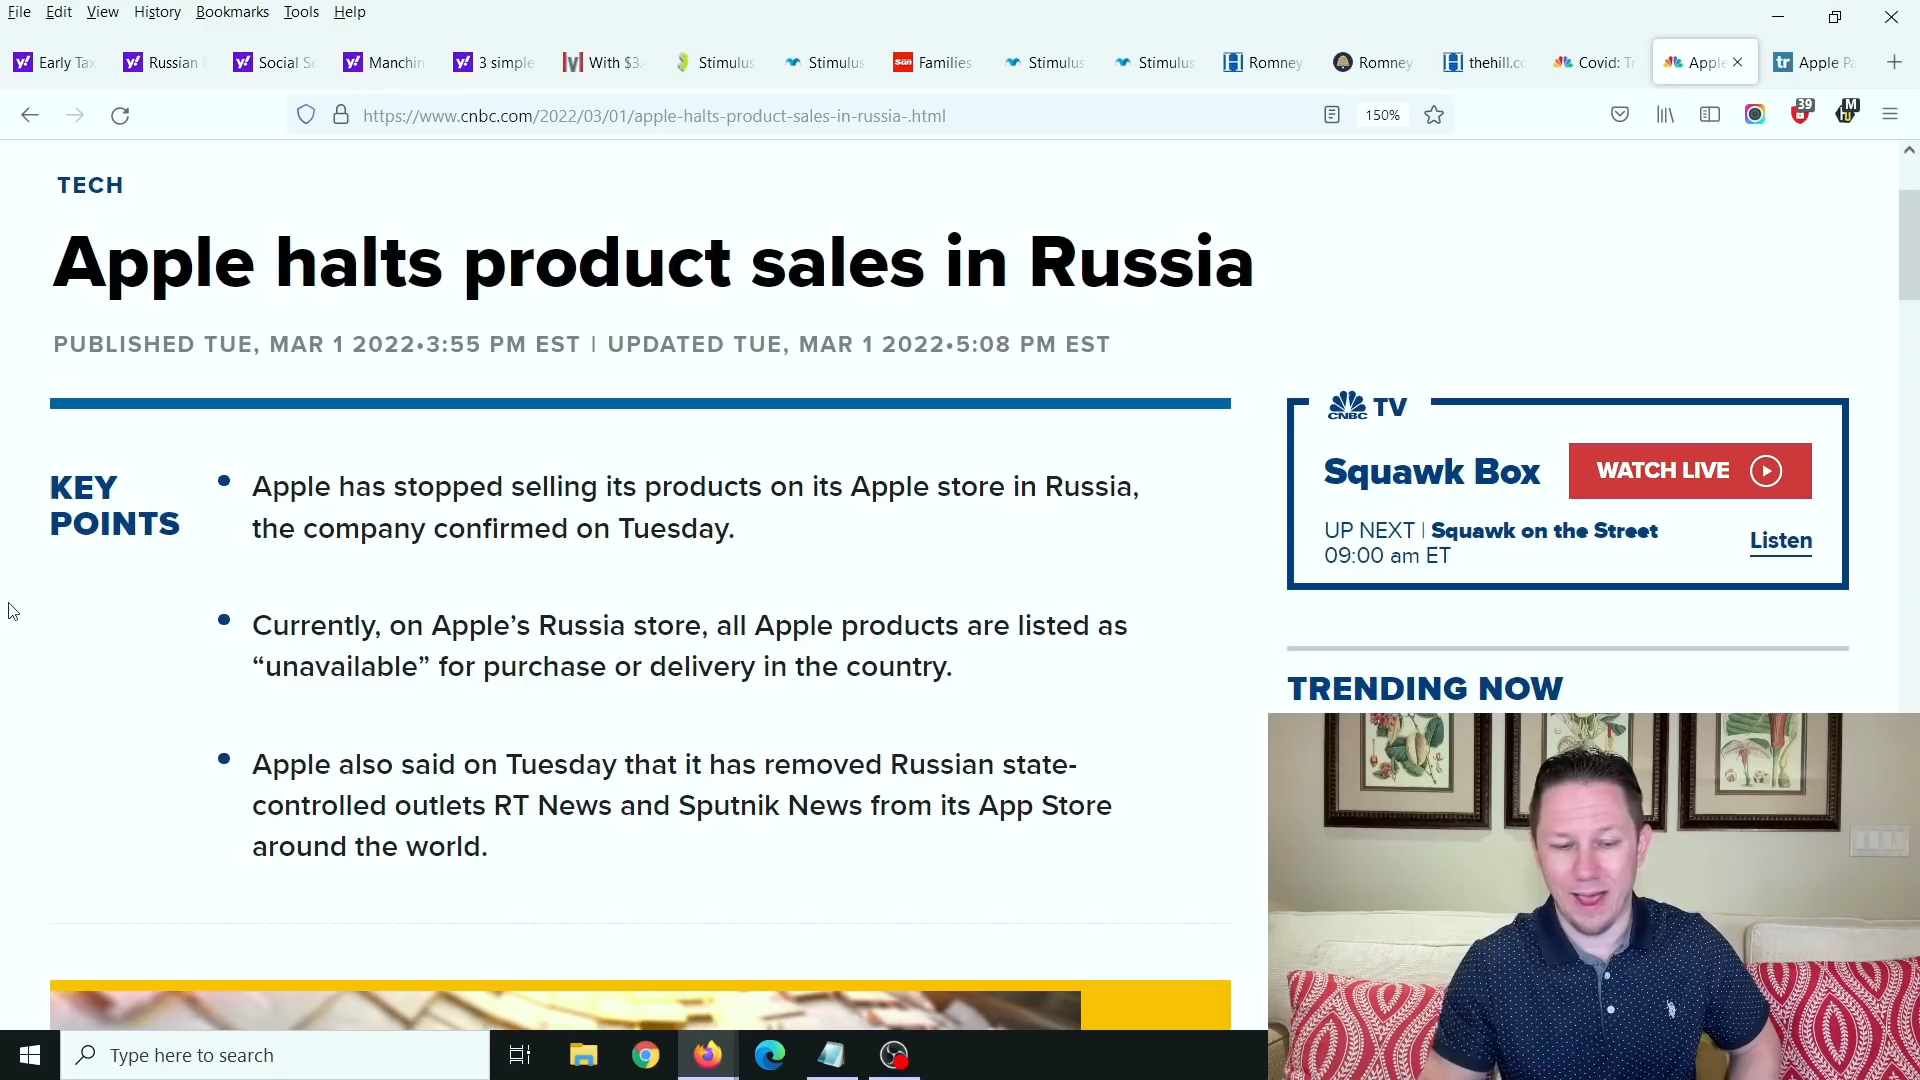 File Edit View History Bookmarks Tools Help
Early Tax Russian Social Se Manchin 3 simple With $3. Stimulus Stimulus Families Stimulus Stimulus Romney Romney thehill.co Covid: Tr Apple Apple Pa
https://www.cnbc.com/2022/03/01/apple-halts-product-sales-in-russia-.html 150% 39 M
TECH
Apple halts product sales in Russia
PUBLISHED TUE, MAR 1 2022•3:55 PM EST | UPDATED TUE, MAR 1 2022•5:08 PM EST
KEY POINTS
Apple has stopped selling its products on its Apple store in Russia,
the company confirmed on Tuesday.
Currently, on Apple’s Russia store, all Apple products are listed as
“unavailable” for purchase or delivery in the country.
Apple also said on Tuesday that it has removed Russian state-
controlled outlets RT News and Sputnik News from its App Store
around the world.
CNBC TV
Squawk Box WATCH LIVE
UP NEXT | Squawk on the Street
09:00 am ET
Listen
TRENDING NOW
Type here to search